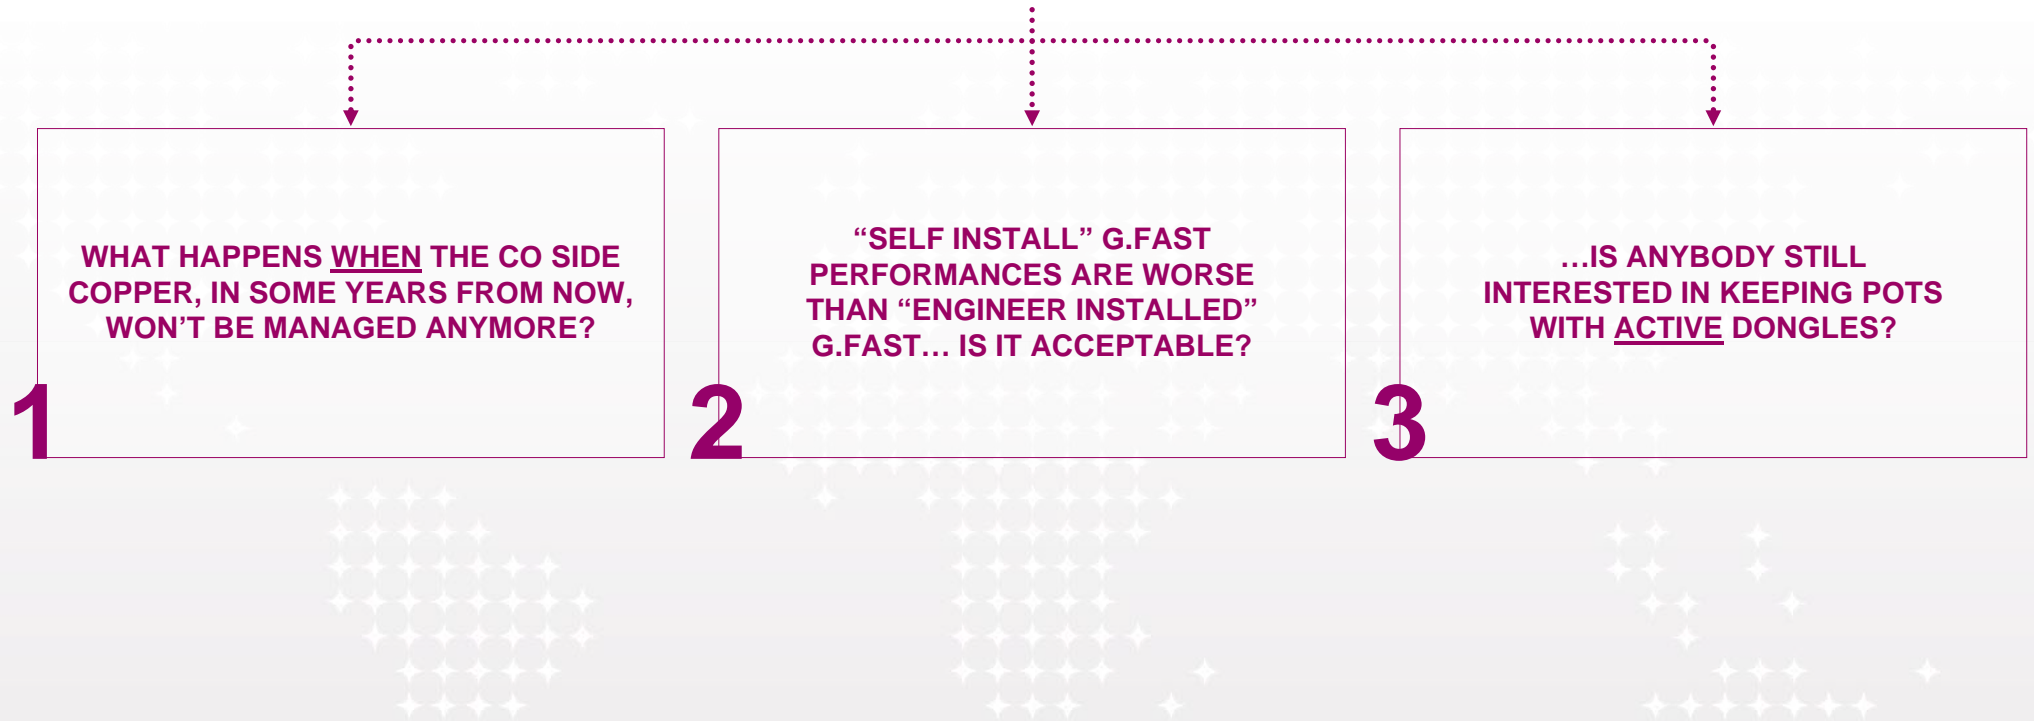 WHAT HAPPENS WHEN THE CO SIDE
COPPER, IN SOME YEARS FROM NOW,
WON’T BE MANAGED ANYMORE?
1
“SELF INSTALL” G.FAST
PERFORMANCES ARE WORSE
THAN “ENGINEER INSTALLED”
G.FAST… IS IT ACCEPTABLE?
2
…IS ANYBODY STILL
INTERESTED IN KEEPING POTS
WITH ACTIVE DONGLES?
3